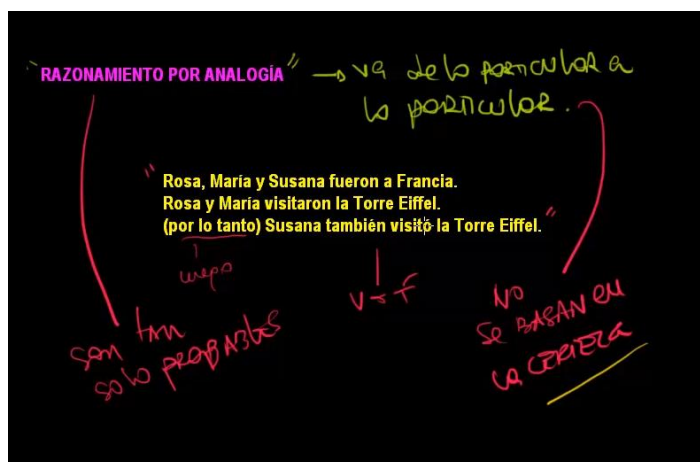 "RAZONAMIENTO POR ANALOGÍA" → va de lo particular a
lo particular.
"Rosa, María y Susana fueron a Francia.
Rosa y María visitaron la Torre Eiffel.
(por lo tanto) Susana también visitó la Torre Eiffel."
luego
V o F
son tan
solo PROBABLES
NO
SE BASAN EN
LA CERTEZA